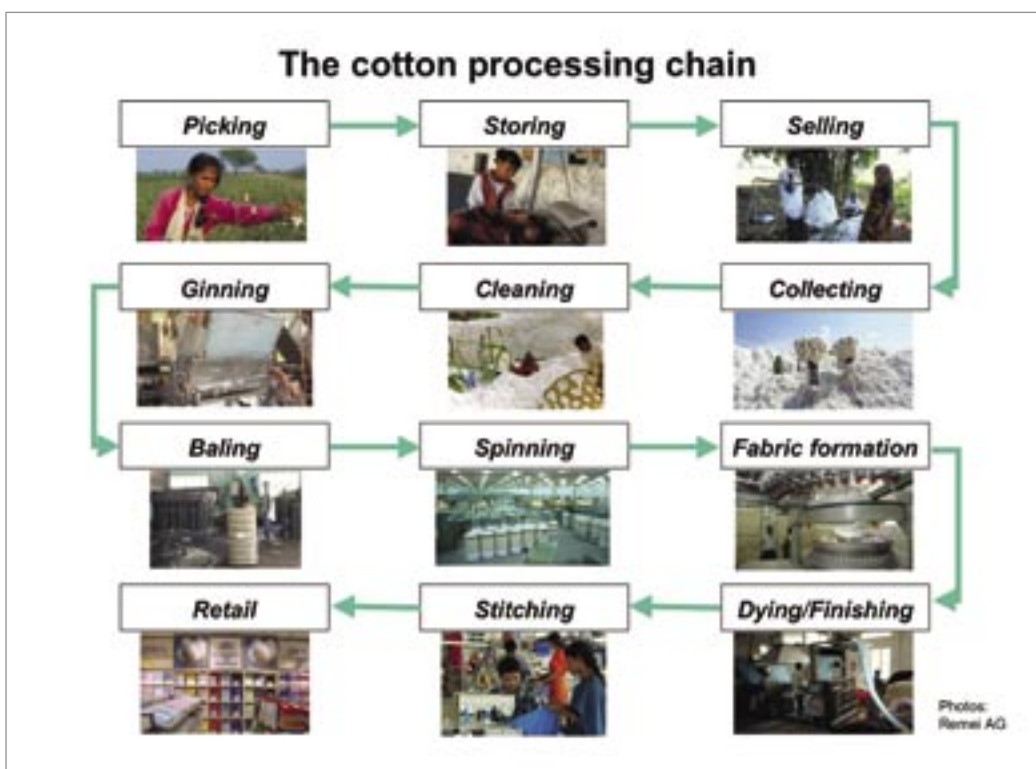 The cotton processing chain
Picking
Storing
Selling
Collecting
Cleaning
Ginning
Baling
Spinning
Fabric formation
Dying/Finishing
Stitching
Retail
Photos:
Remei AG